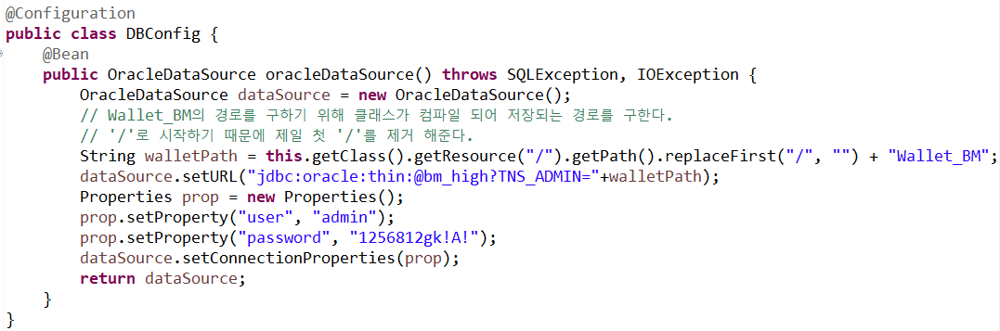 @Configuration
public class DBConfig {
    @Bean
    public OracleDataSource oracleDataSource() throws SQLException, IOException {
        OracleDataSource dataSource = new OracleDataSource();
        // Wallet_BM의 경로를 구하기 위해 클래스가 컴파일 되어 저장되는 경로를 구한다.
        // '/'로 시작하기 때문에 제일 첫 '/'를 제거 해준다.
        String walletPath = this.getClass().getResource("/").getPath().replaceFirst("/", "") + "Wallet_BM";
        dataSource.setURL("jdbc:oracle:thin:@bm_high?TNS_ADMIN="+walletPath);
        Properties prop = new Properties();
        prop.setProperty("user", "admin");
        prop.setProperty("password", "1256812gk!A!");
        dataSource.setConnectionProperties(prop);
        return dataSource;
    }
}